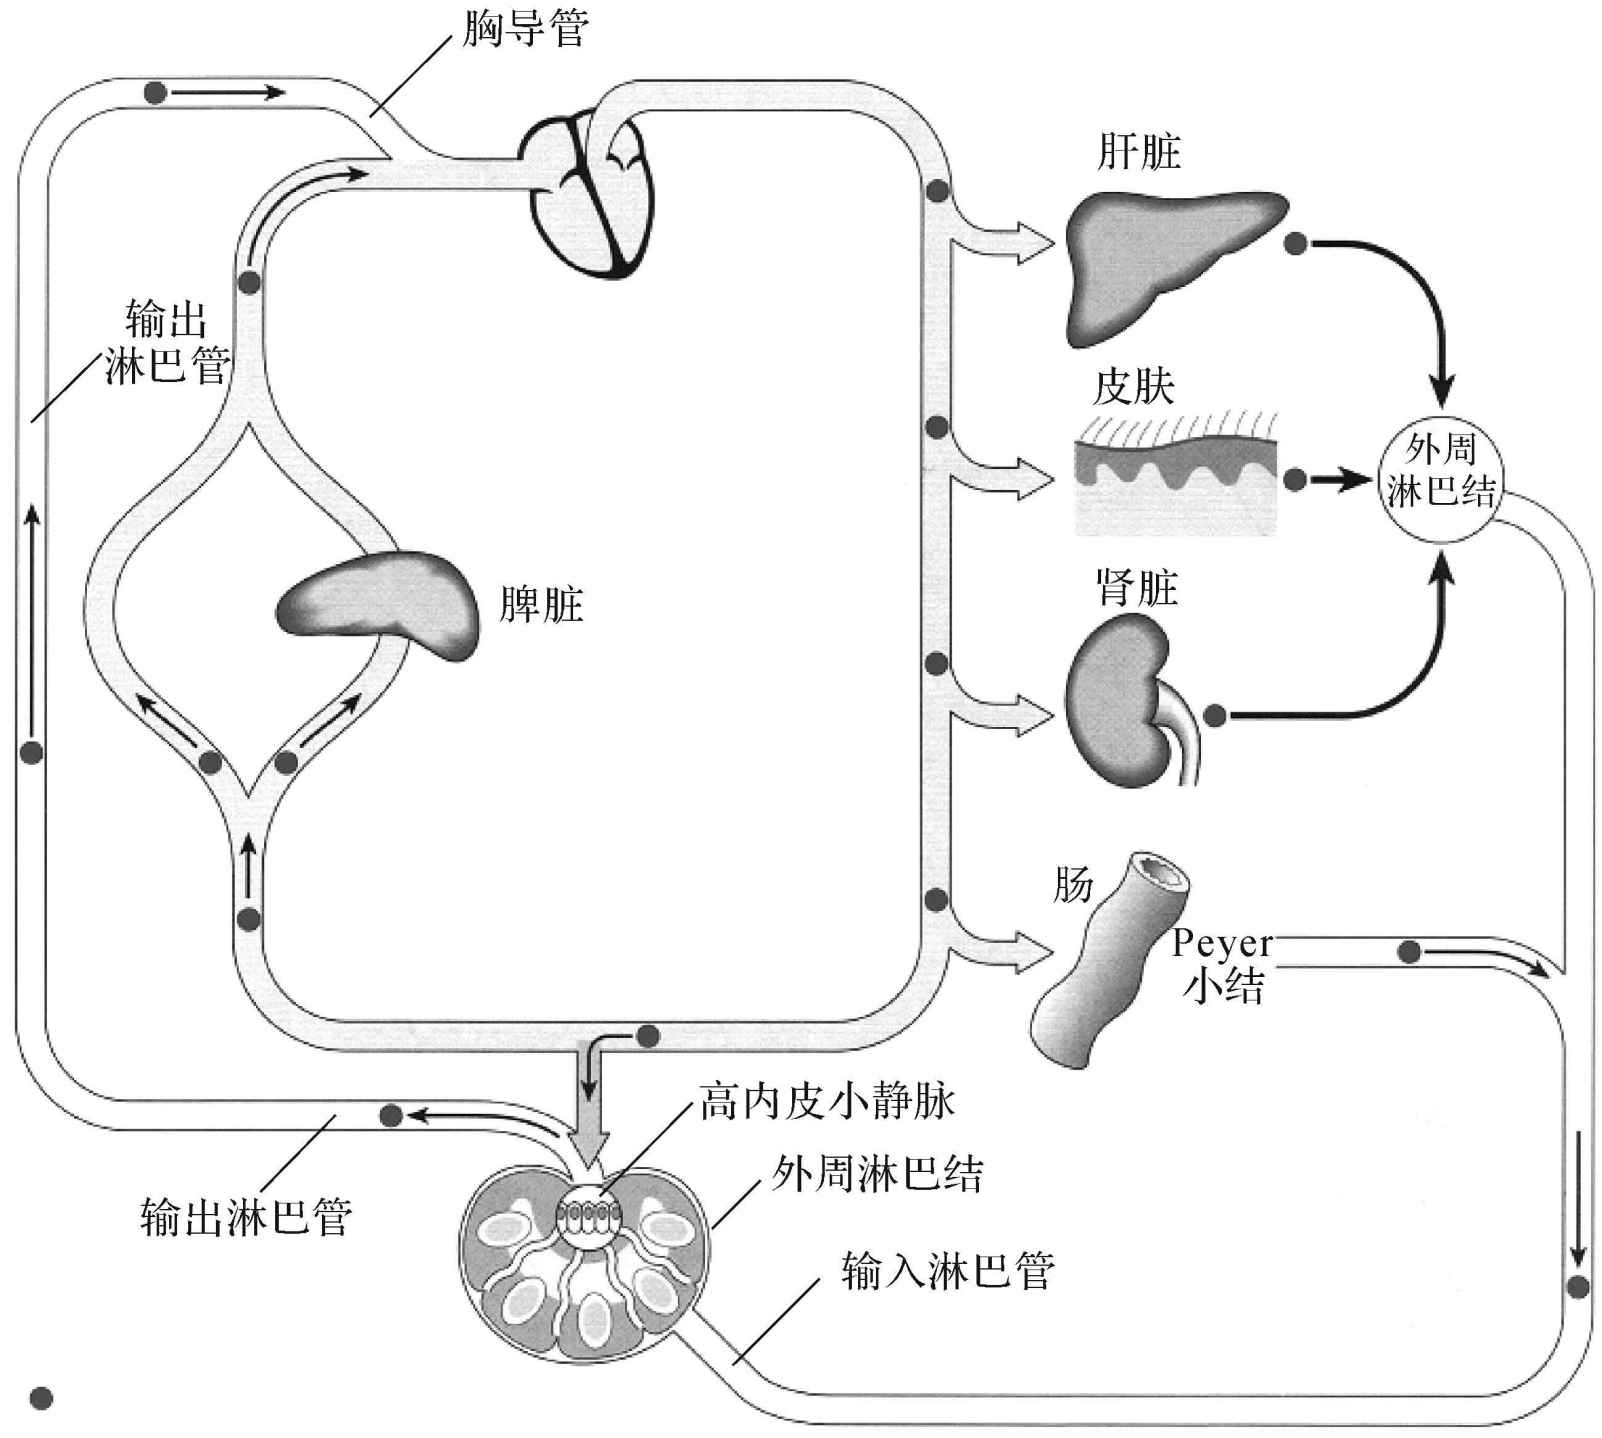 胸导管
肝脏
输出
淋巴管
皮肤
外周
淋巴结
脾脏
肾脏
肠
Peyer
小结
高内皮小静脉
外周淋巴结
输出淋巴管
输入淋巴管